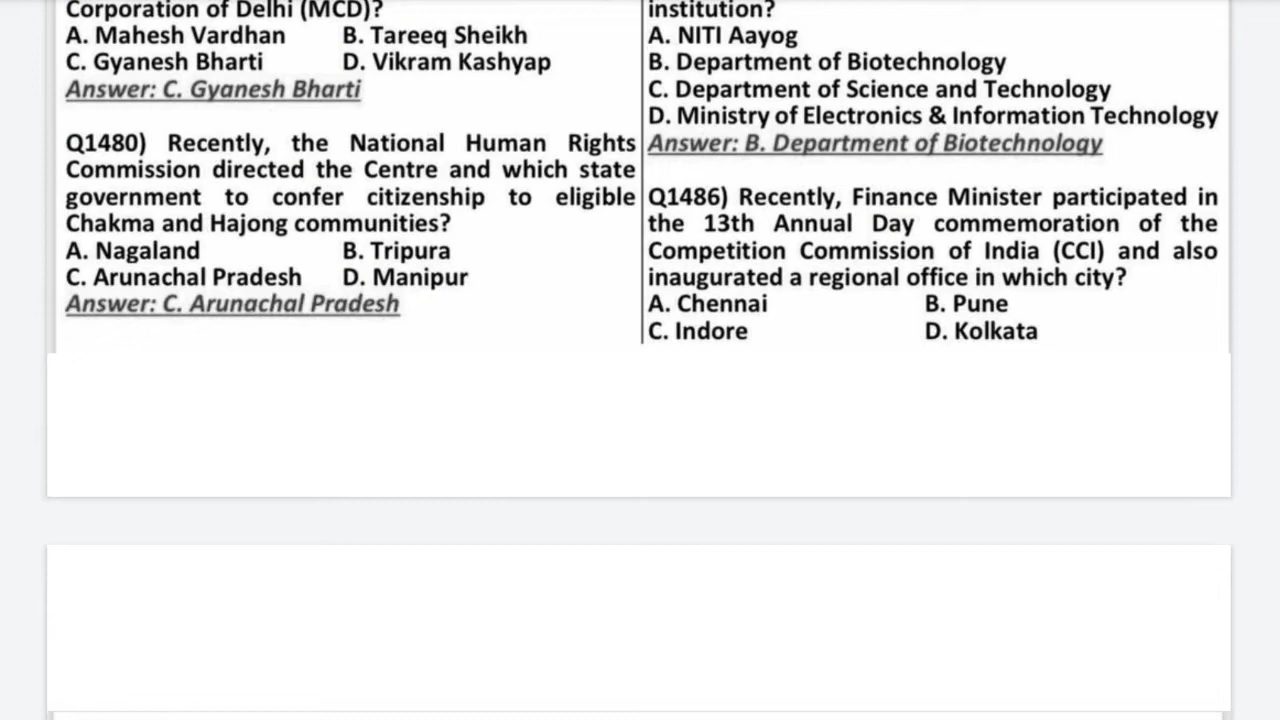 Corporation of Delhi (MCD)?
A. Mahesh Vardhan B. Tareeq Sheikh
C. Gyanesh Bharti D. Vikram Kashyap
Answer: C. Gyanesh Bharti
Q1480) Recently, the National Human Rights
Commission directed the Centre and which state
government to confer citizenship to eligible
Chakma and Hajong communities?
A. Nagaland B. Tripura
C. Arunachal Pradesh D. Manipur
Answer: C. Arunachal Pradesh
institution?
A. NITI Aayog
B. Department of Biotechnology
C. Department of Science and Technology
D. Ministry of Electronics & Information Technology
Answer: B. Department of Biotechnology
Q1486) Recently, Finance Minister participated in
the 13th Annual Day commemoration of the
Competition Commission of India (CCI) and also
inaugurated a regional office in which city?
A. Chennai B. Pune
C. Indore D. Kolkata